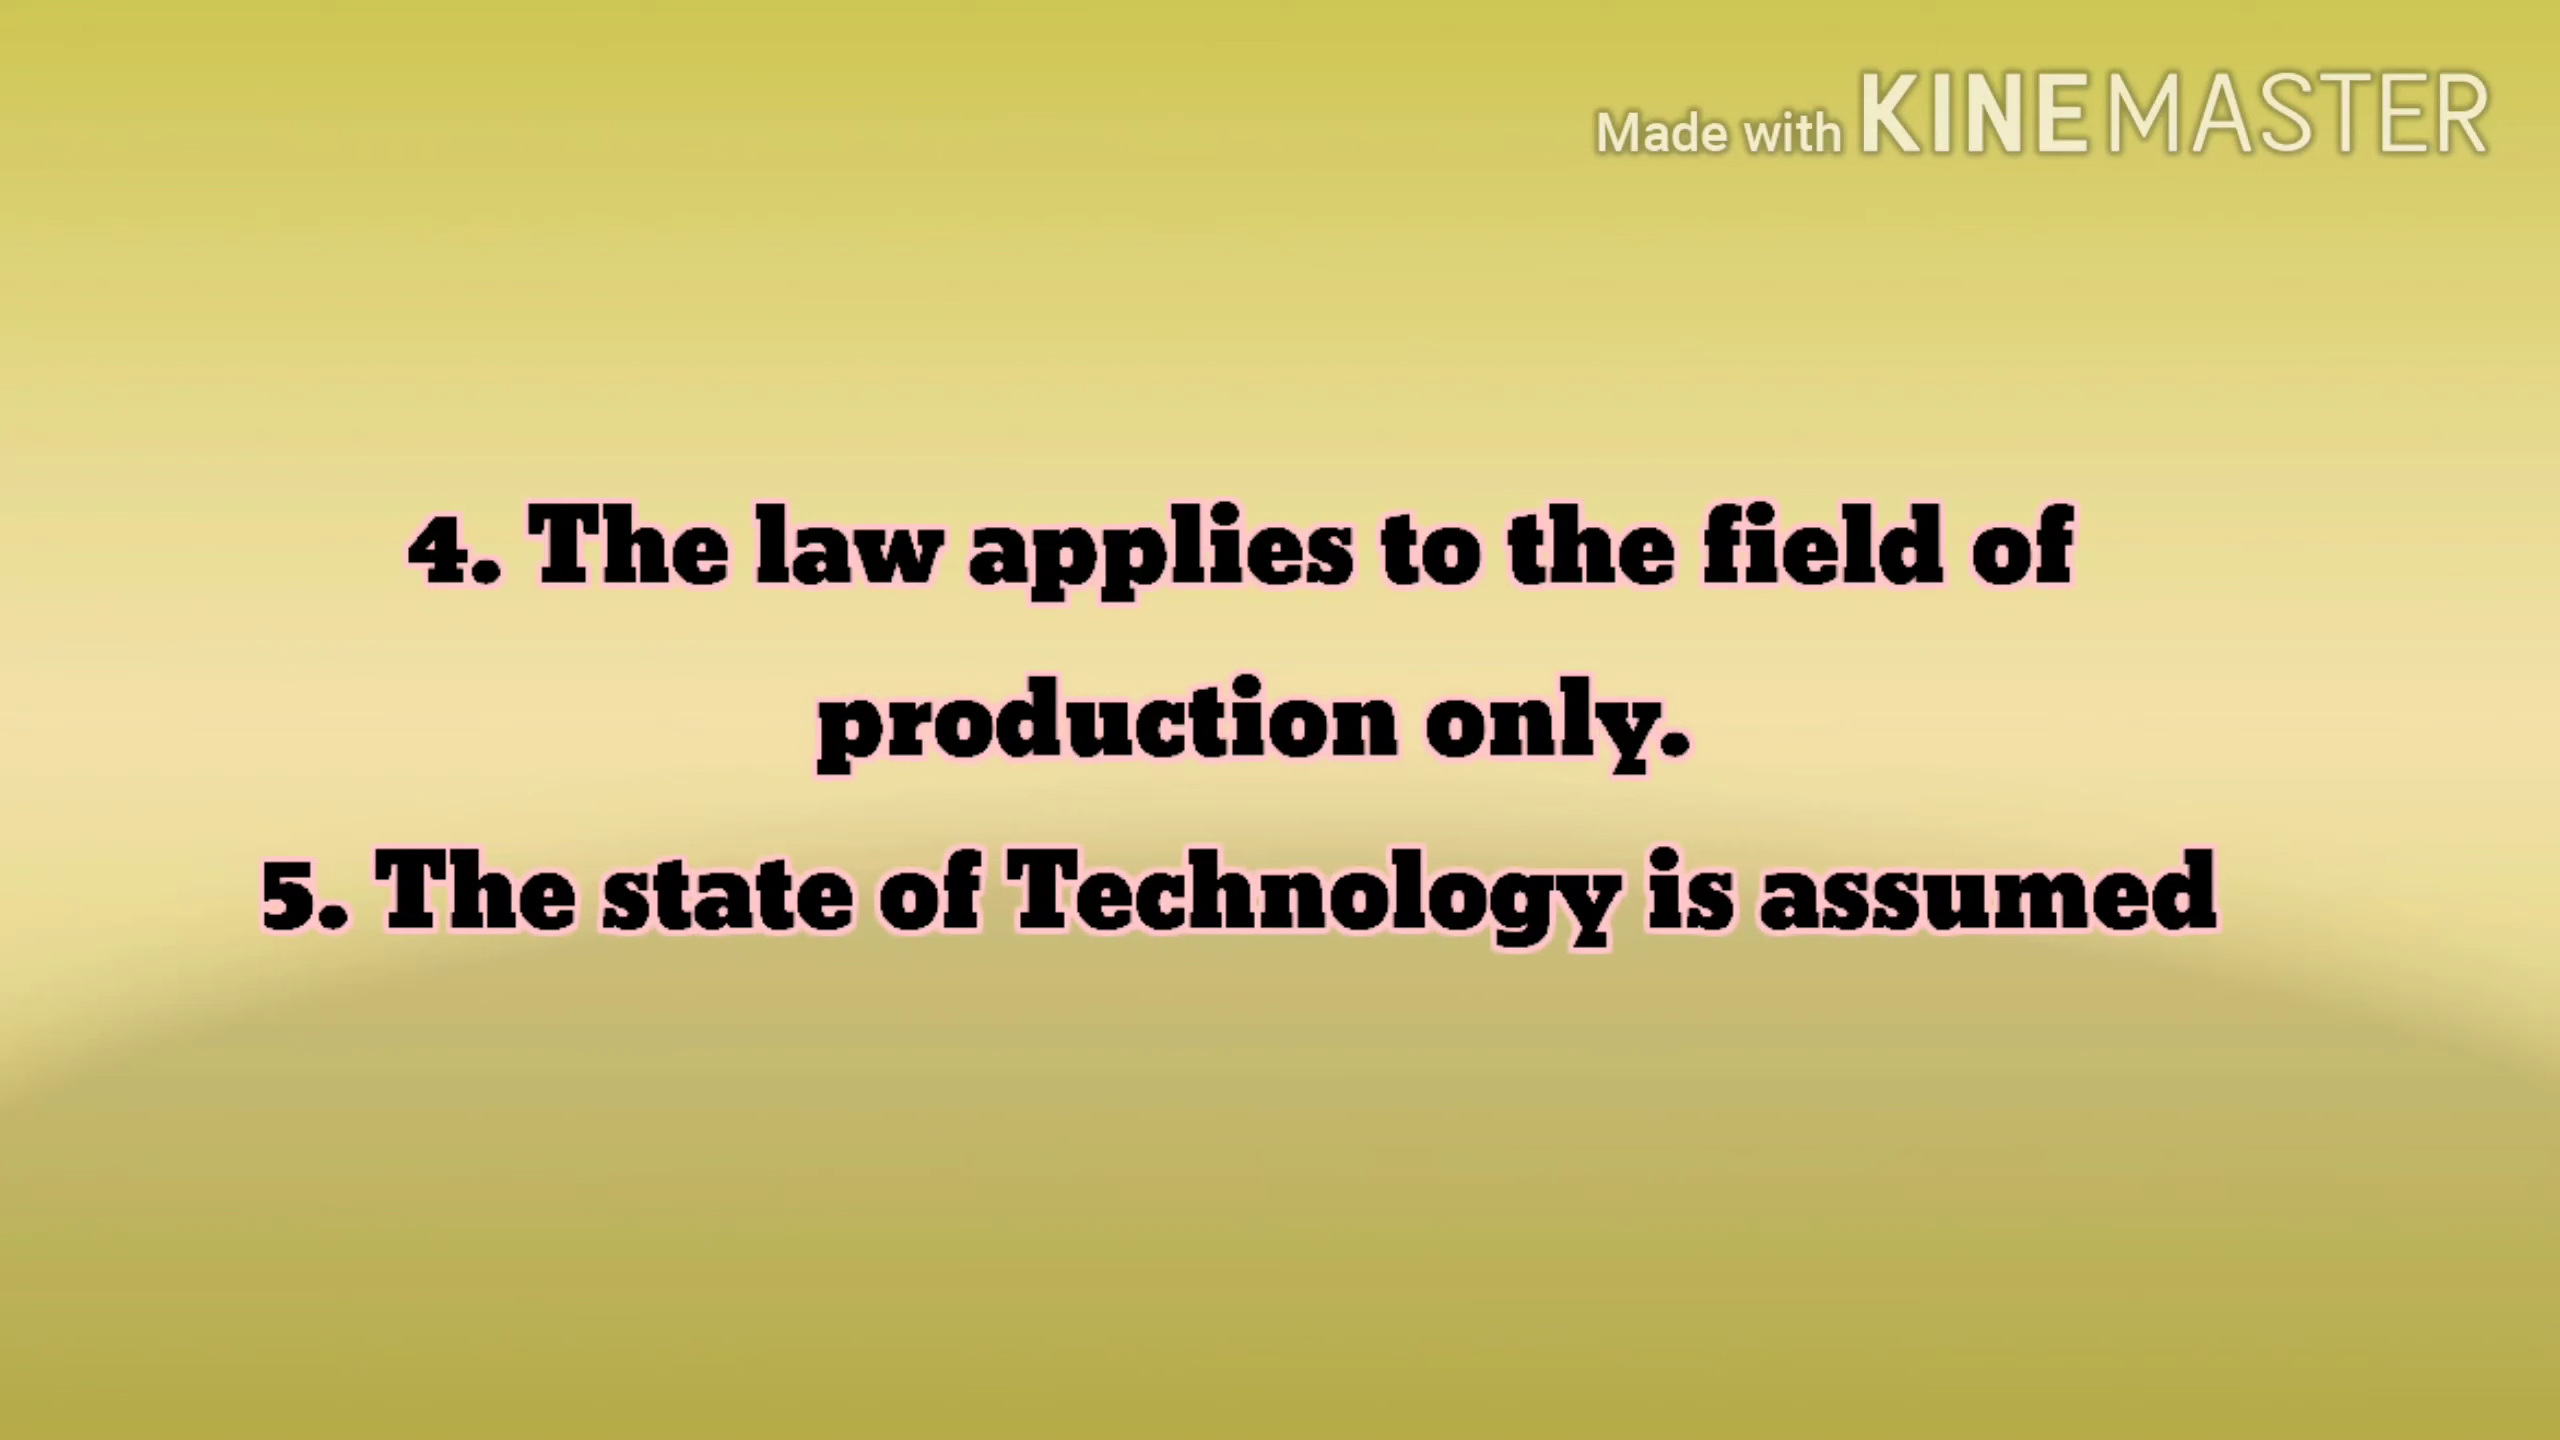 Made with KINEMASTER
4. The law applies to the field of
production only.
5. The state of Technology is assumed